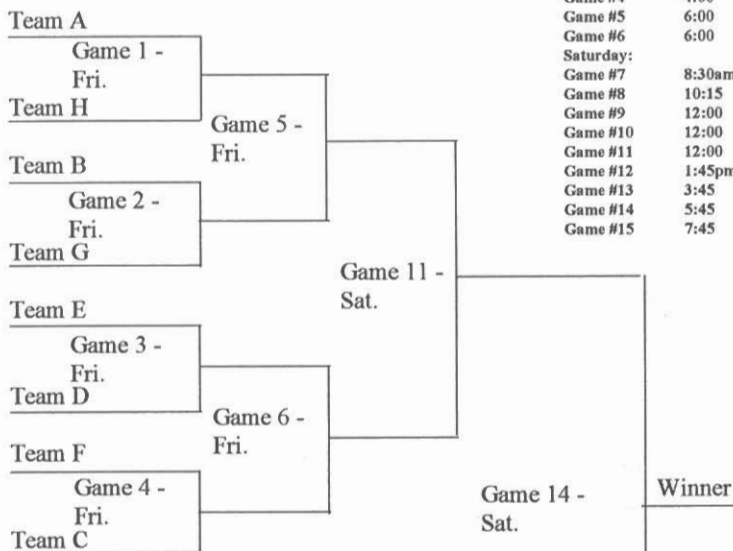 Team A
Game 1 -
Fri.
Team H
Team B
Game 2 -
Fri.
Team G
Team E
Game 3 -
Fri.
Team D
Team F
Game 4 -
Fri.
Team C
Game 5 -
Fri.
Game 6 -
Fri.
Game 11 -
Sat.
Game 14 -
Sat.
Winner
Game #5 6:00
Game #6 6:00
Saturday:
Game #7 8:30am
Game #8 10:15
Game #9 12:00
Game #10 12:00
Game #11 12:00
Game #12 1:45pm
Game #13 3:45
Game #14 5:45
Game #15 7:45